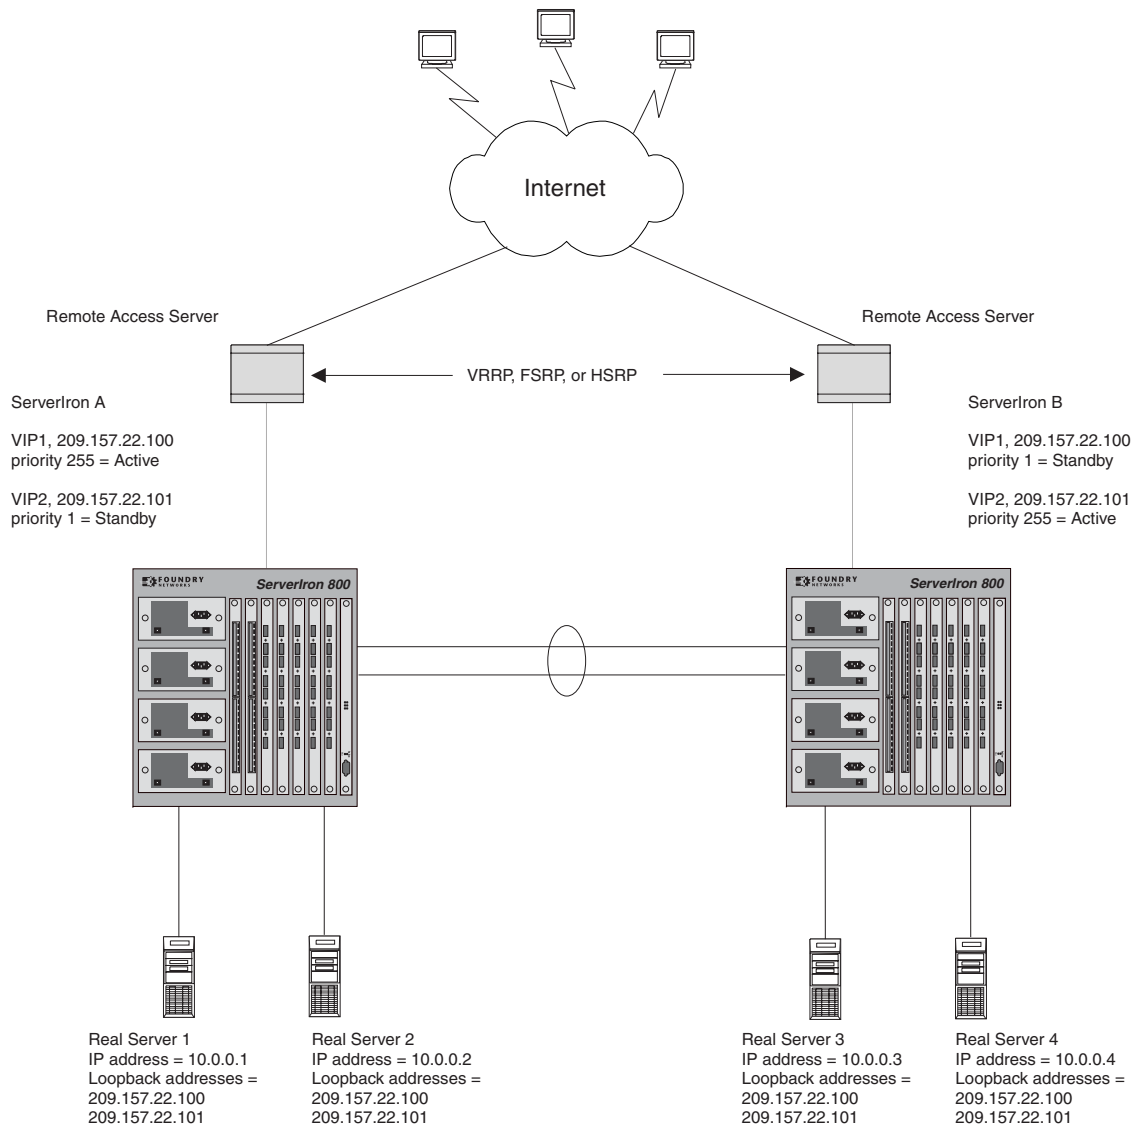 Internet
Remote Access Server
Remote Access Server
VRRP, FSRP, or HSRP
ServerIron A
VIP1, 209.157.22.100
priority 255 = Active
VIP2, 209.157.22.101
priority 1 = Standby
ServerIron B
VIP1, 209.157.22.100
priority 1 = Standby
VIP2, 209.157.22.101
priority 255 = Active
FOUNDRY
NETWORKS
ServerIron 800
FOUNDRY
NETWORKS
ServerIron 800
Real Server 1
IP address = 10.0.0.1
Loopback addresses =
209.157.22.100
209.157.22.101
Real Server 2
IP address = 10.0.0.2
Loopback addresses =
209.157.22.100
209.157.22.101
Real Server 3
IP address = 10.0.0.3
Loopback addresses =
209.157.22.100
209.157.22.101
Real Server 4
IP address = 10.0.0.4
Loopback addresses =
209.157.22.100
209.157.22.101